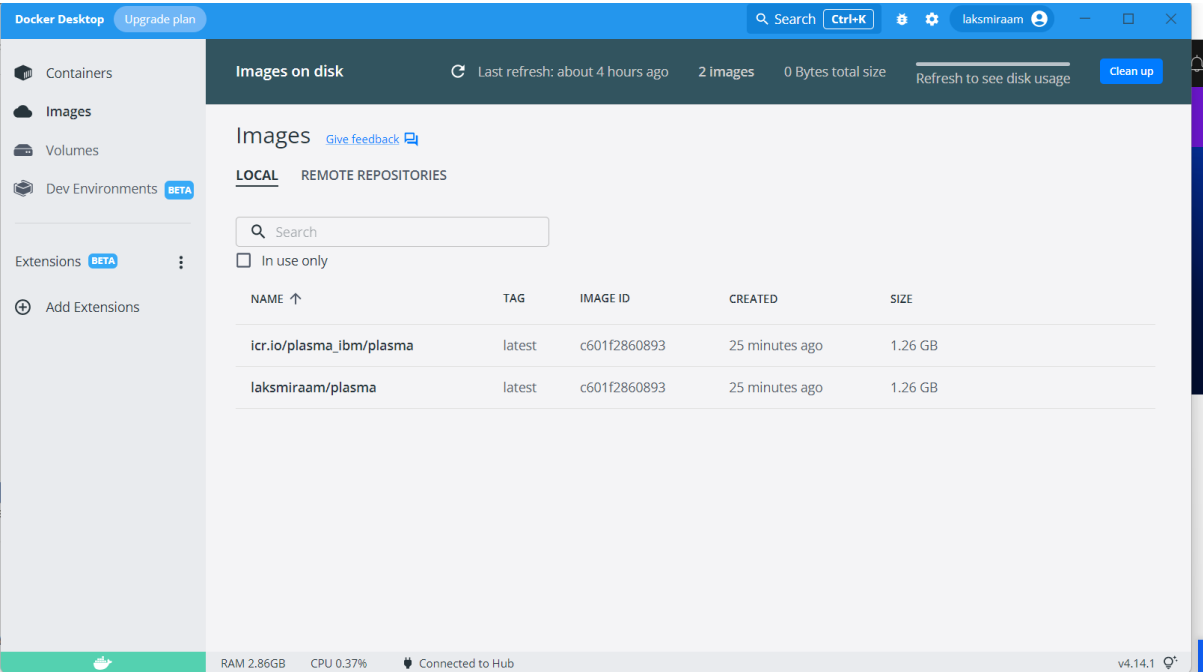 Docker Desktop Upgrade plan Search Ctrl+K laksmiraam
Containers
Images
Volumes
Dev Environments BETA
Extensions BETA
Add Extensions
Images on disk Last refresh: about 4 hours ago 2 images 0 Bytes total size Refresh to see disk usage Clean up
Images Give feedback
LOCAL REMOTE REPOSITORIES
Search
In use only
NAME TAG IMAGE ID CREATED SIZE
icr.io/plasma_ibm/plasma latest c601f2860893 25 minutes ago 1.26 GB
laksmiraam/plasma latest c601f2860893 25 minutes ago 1.26 GB
RAM 2.86GB CPU 0.37% Connected to Hub v4.14.1